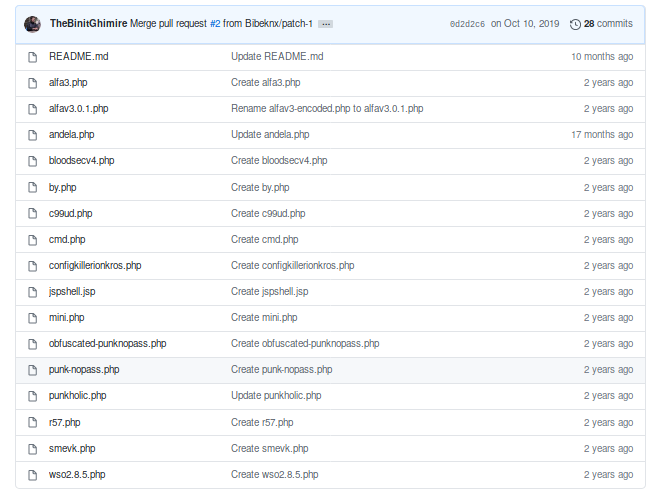 TheBinitGhimire Merge pull request #2 from Bibeknx/patch-1 ... 0d2d2c6 on Oct 10, 2019 28 commits
README.md Update README.md 10 months ago
alfa3.php Create alfa3.php 2 years ago
alfav3.0.1.php Rename alfav3-encoded.php to alfav3.0.1.php 2 years ago
andela.php Update andela.php 17 months ago
bloodsecv4.php Create bloodsecv4.php 2 years ago
by.php Create by.php 2 years ago
c99ud.php Create c99ud.php 2 years ago
cmd.php Create cmd.php 2 years ago
configkillerionkros.php Create configkillerionkros.php 2 years ago
jspshell.jsp Create jspshell.jsp 2 years ago
mini.php Create mini.php 2 years ago
obfuscated-punknopass.php Create obfuscated-punknopass.php 2 years ago
punk-nopass.php Create punk-nopass.php 2 years ago
punkholic.php Update punkholic.php 2 years ago
r57.php Create r57.php 2 years ago
smevk.php Create smevk.php 2 years ago
wso2.8.5.php Create wso2.8.5.php 2 years ago